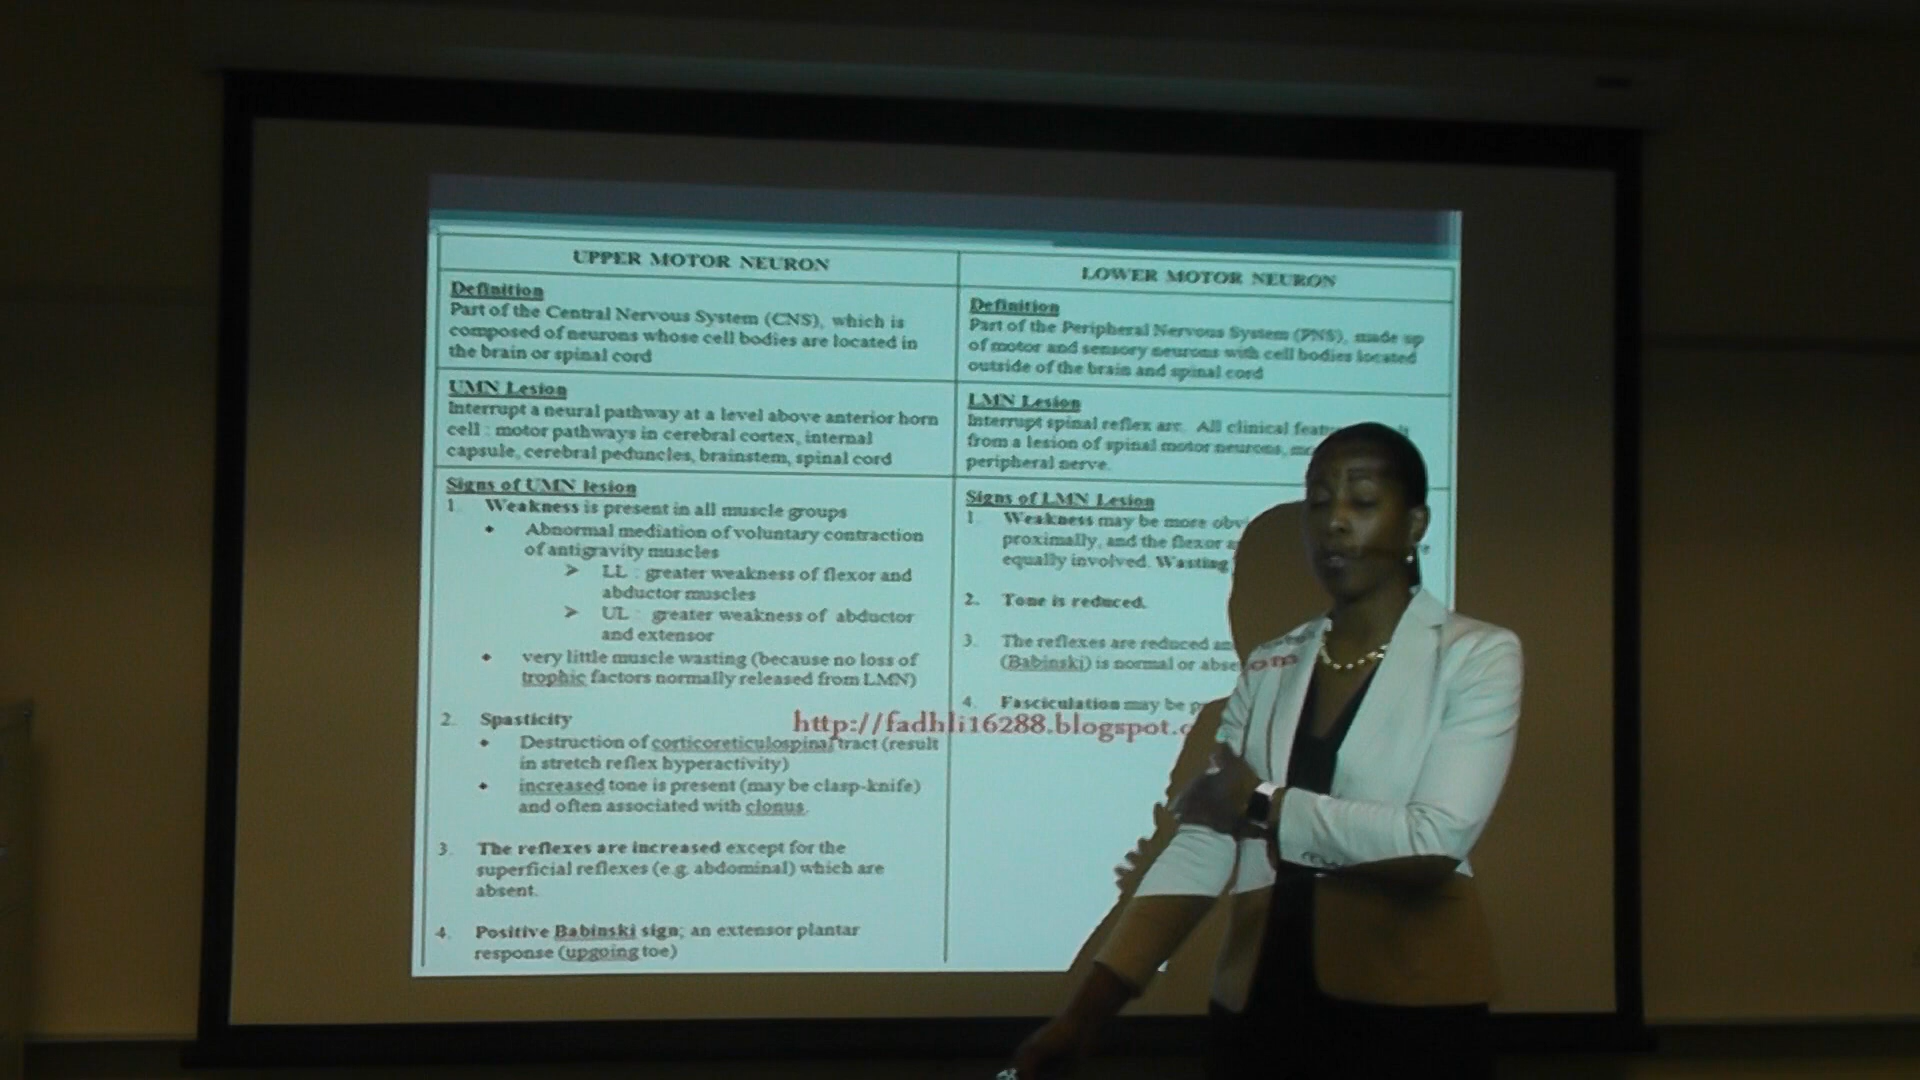 UPPER MOTOR NEURON
Definition
Part of the Central Nervous System (CNS), which is
composed of neurons whose cell bodies are located in
the brain or spinal cord
UMN Lesion
Interrupt a neural pathway at a level above anterior horn
cell : motor pathways in cerebral cortex, internal
capsule, cerebral peduncles, brainstem, spinal cord
Signs of UMN lesion
1. Weakness is present in all muscle groups
• Abnormal mediation of voluntary contraction
of antigravity muscles
➢ LL : greater weakness of flexor and
abductor muscles
➢ UL : greater weakness of abductor
and extensor
• very little muscle wasting (because no loss of
trophic factors normally released from LMN)
2. Spasticity
• Destruction of corticoreticulospinal tract (result
in stretch reflex hyperactivity)
• increased tone is present (may be clasp-knife)
and often associated with clonus.
3. The reflexes are increased except for the
superficial reflexes (e.g. abdominal) which are
absent.
4. Positive Babinski sign; an extensor plantar
response (upgoing toe)
LOWER MOTOR NEURON
Definition
Part of the Peripheral Nervous System (PNS), made up
of motor and sensory neurons with cell bodies located
outside of the brain and spinal cord
LMN Lesion
Interrupt spinal reflex arc. All clinical
from a lesion of spinal motor neurons,
peripheral nerve.
Signs of LMN Lesion
1. Weakness may be more
proximally, and the flexor
equally involved. Wasting
2. Tone is reduced.
3. The reflexes are reduced
(Babinski) is normal or
4. Fasciculation may be
http://fadhli16288.blogspot.com